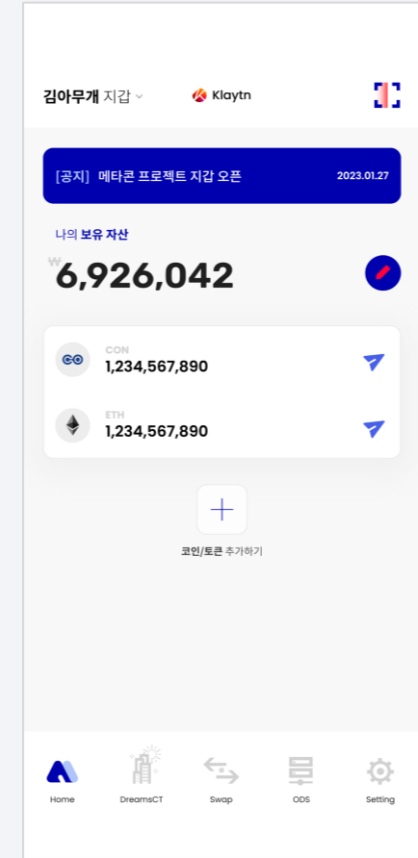 김아무개 지갑
Klaytn
[공지] 메타콘 프로젝트 지갑 오픈 2023.01.27
나의 보유 자산
₩6,926,042
CON
1,234,567,890
ETH
1,234,567,890
코인/토큰 추가하기
Home DreamsCT Swap ODS Setting